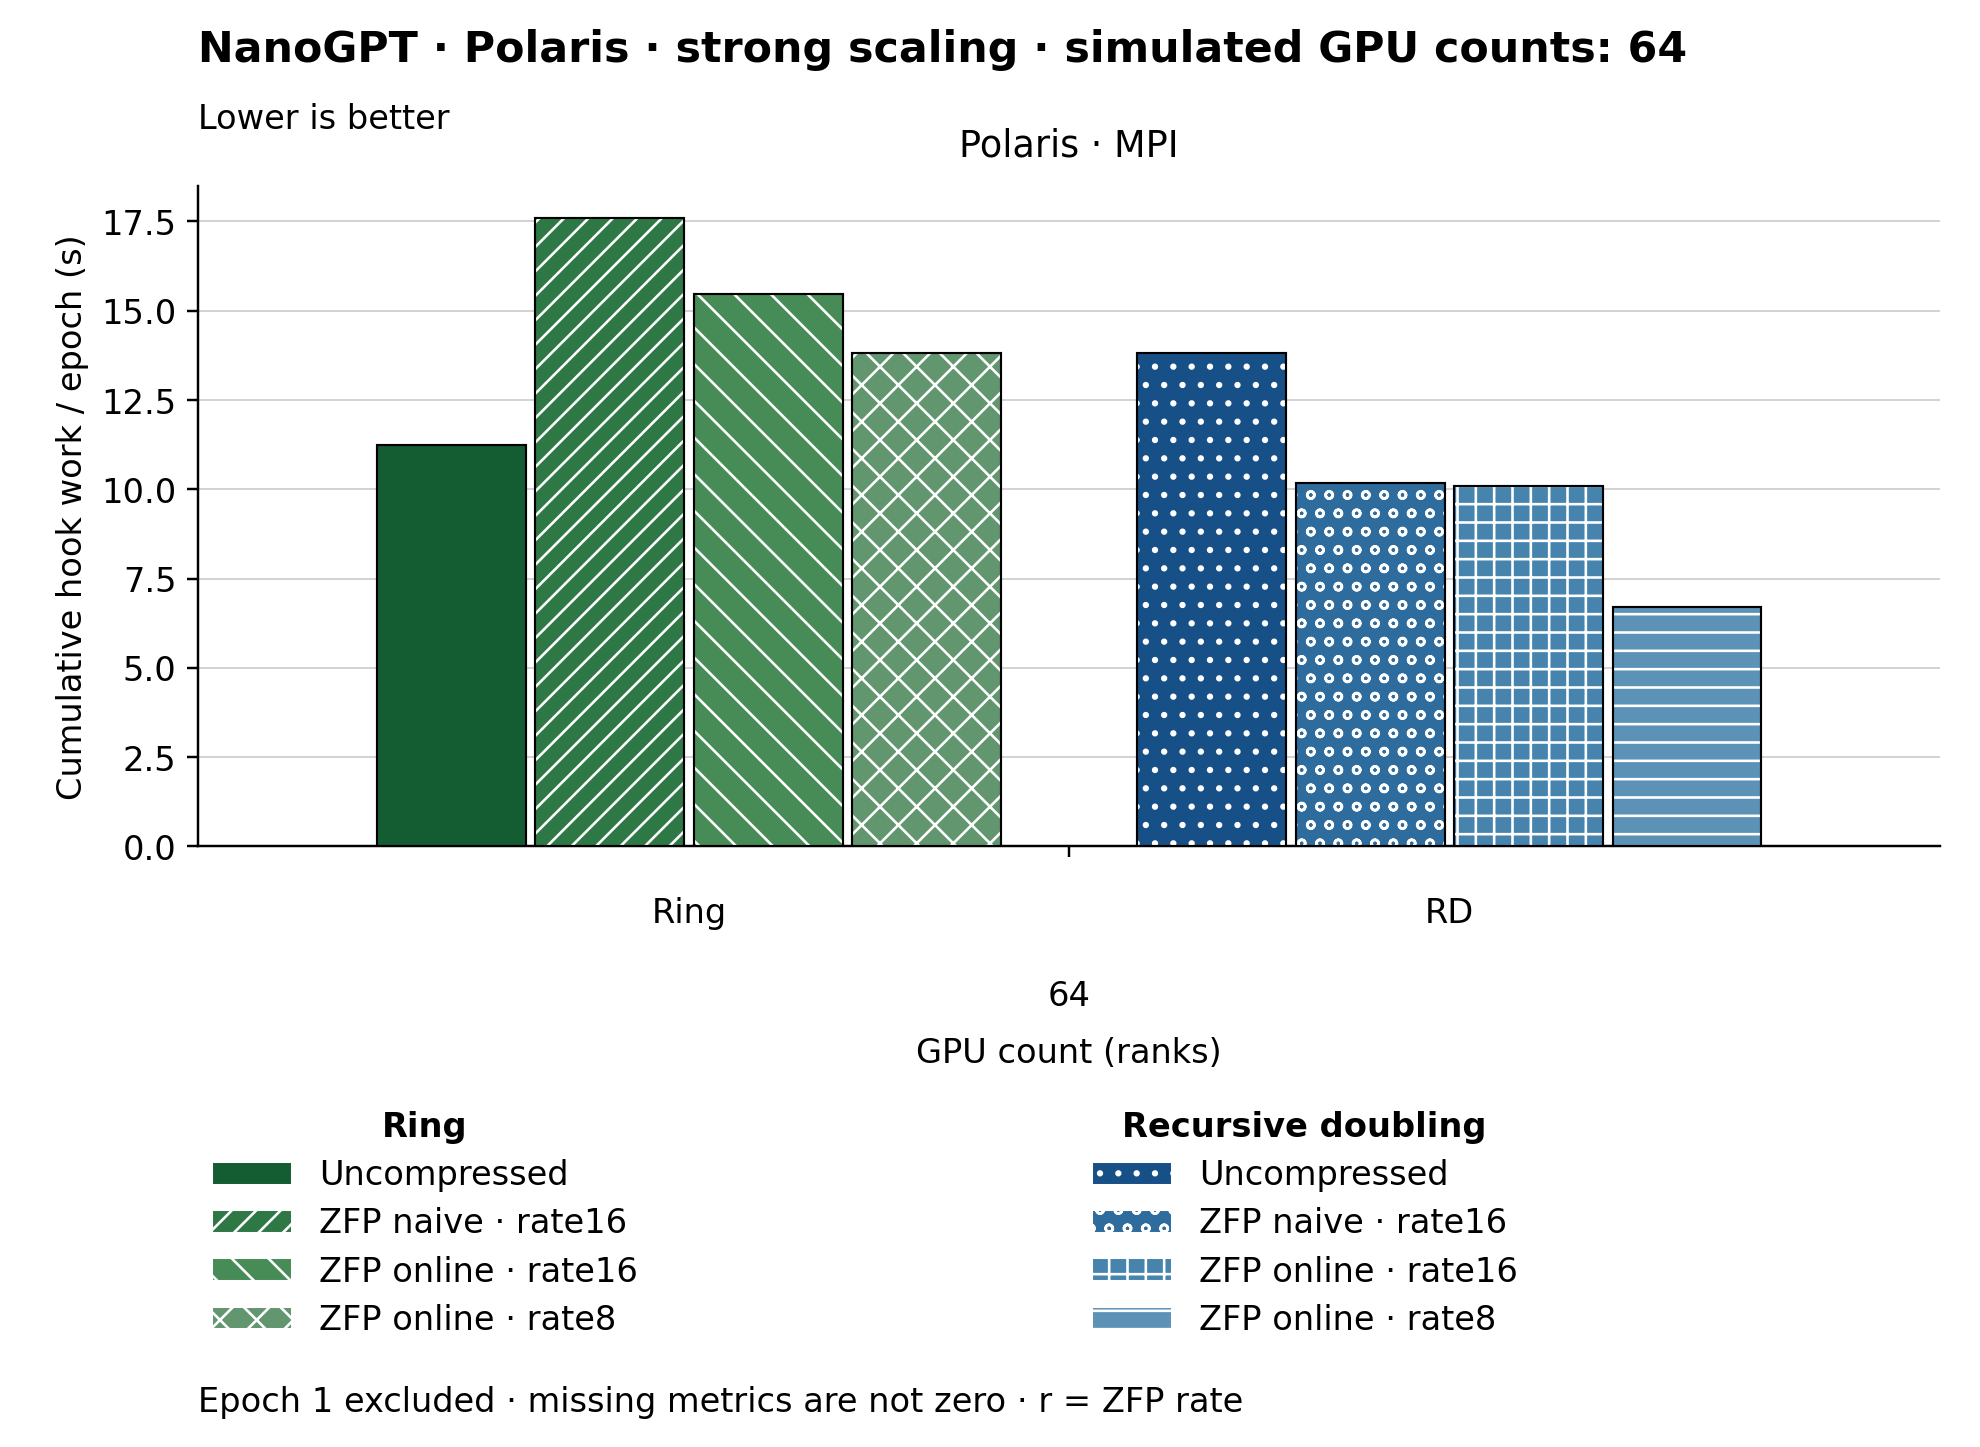 NanoGPT · Polaris · strong scaling · simulated GPU counts: 64
Lower is better
Polaris · MPI
Cumulative hook work / epoch (s)
17.5
15.0
12.5
10.0
7.5
5.0
2.5
0.0
Ring RD
64
GPU count (ranks)
Ring
Uncompressed
ZFP naive · rate16
ZFP online · rate16
ZFP online · rate8
Recursive doubling
Uncompressed
ZFP naive · rate16
ZFP online · rate16
ZFP online · rate8
Epoch 1 excluded · missing metrics are not zero · r = ZFP rate